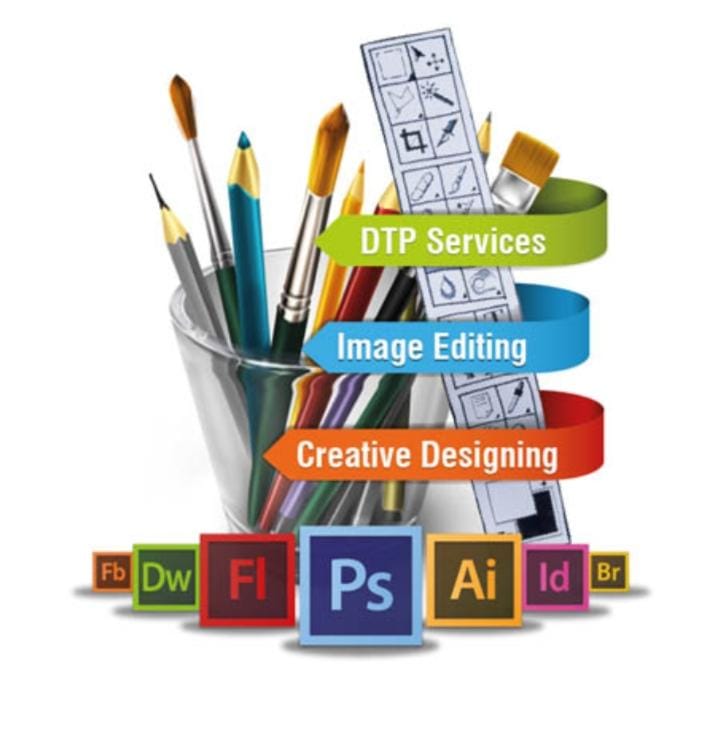 DTP Services
Image Editing
Creative Designing
Fb Dw Fl Ps Ai Id Br